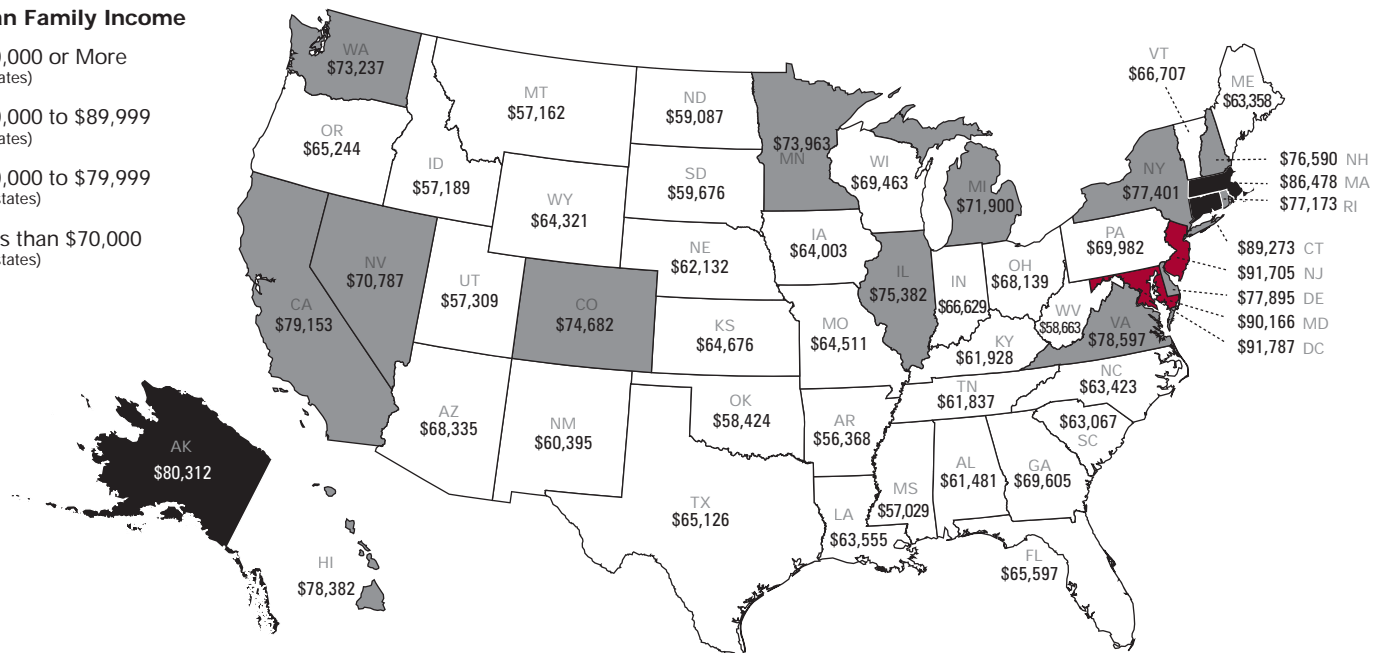 Family Income
,000 or More
,000 to $89,999
,000 to $79,999
than $70,000
WA
$73,237
OR
$65,244
MT
$57,162
ID
$57,189
WY
$64,321
ND
$59,087
SD
$59,676
NE
$62,132
KS
$64,676
$73,963
MN
WI
$69,463
MI
$71,900
IA
$64,003
IL
$75,382
IN
$66,629
OH
$68,139
MO
$64,511
KY
$61,928
WV
$58,663
VA
$78,597
PA
$69,982
NY
$77,401
VT
$66,707
ME
$63,358
$76,590 NH
$86,478 MA
$77,173 RI
$89,273 CT
$91,705 NJ
$77,895 DE
$90,166 MD
$91,787 DC
CA
$79,153
NV
$70,787
UT
$57,309
CO
$74,682
AZ
$68,335
NM
$60,395
OK
$58,424
TX
$65,126
AR
$56,368
LA
$63,555
MS
$57,029
AL
$61,481
TN
$61,837
NC
$63,423
$63,067
SC
GA
$69,605
FL
$65,597
AK
$80,312
HI
$78,382